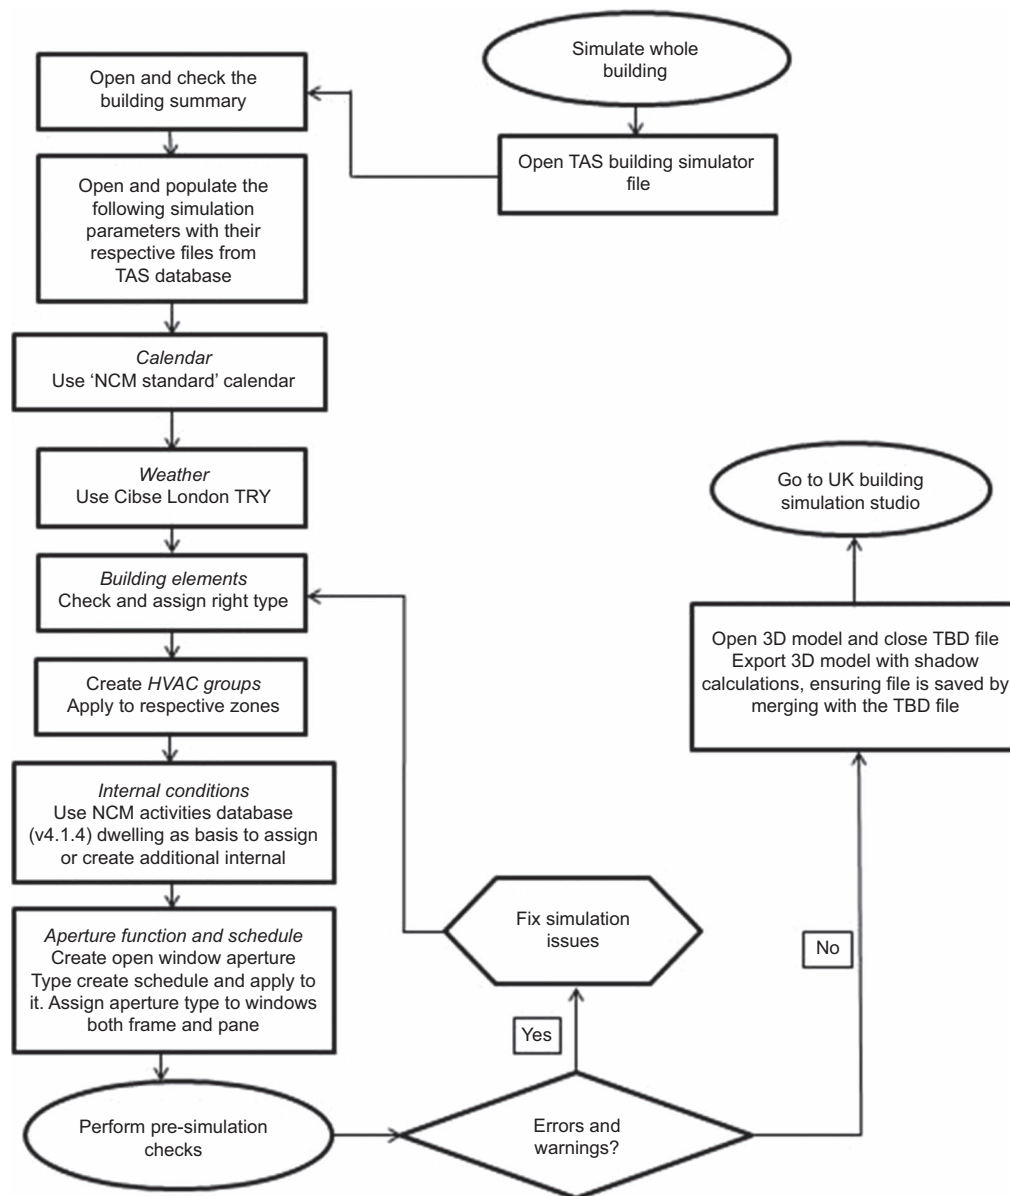 Simulate whole
building
Open TAS building simulator
file
Open and check the
building summary
Open and populate the
following simulation
parameters with their
respective files from
TAS database
Calendar
Use ‘NCM standard’ calendar
Weather
Use Cibse London TRY
Building elements
Check and assign right type
Create HVAC groups
Apply to respective zones
Internal conditions
Use NCM activities database
(v4.1.4) dwelling as basis to assign
or create additional internal
Aperture function and schedule
Create open window aperture
Type create schedule and apply to
it. Assign aperture type to windows
both frame and pane
Perform pre-simulation
checks
Errors and
warnings?
Yes
Fix simulation
issues
No
Open 3D model and close TBD file
Export 3D model with shadow
calculations, ensuring file is saved by
merging with the TBD file
Go to UK building
simulation studio